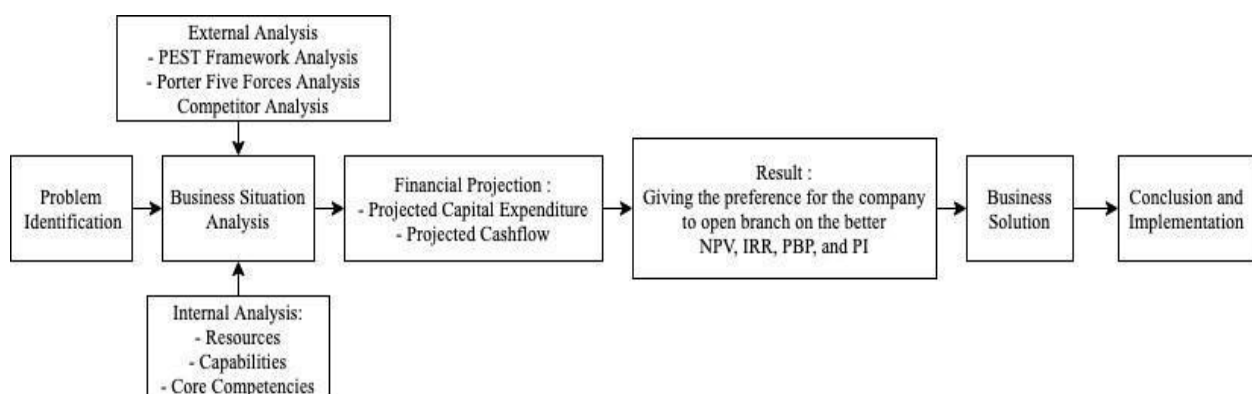 External Analysis
- PEST Framework Analysis
- Porter Five Forces Analysis
Competitor Analysis
Problem
Identification
Business Situation
Analysis
Financial Projection :
- Projected Capital Expenditure
- Projected Cashflow
Result :
Giving the preference for the company
to open branch on the better
NPV, IRR, PBP, and PI
Business
Solution
Conclusion and
Implementation
Internal Analysis:
- Resources
- Capabilities
- Core Competencies